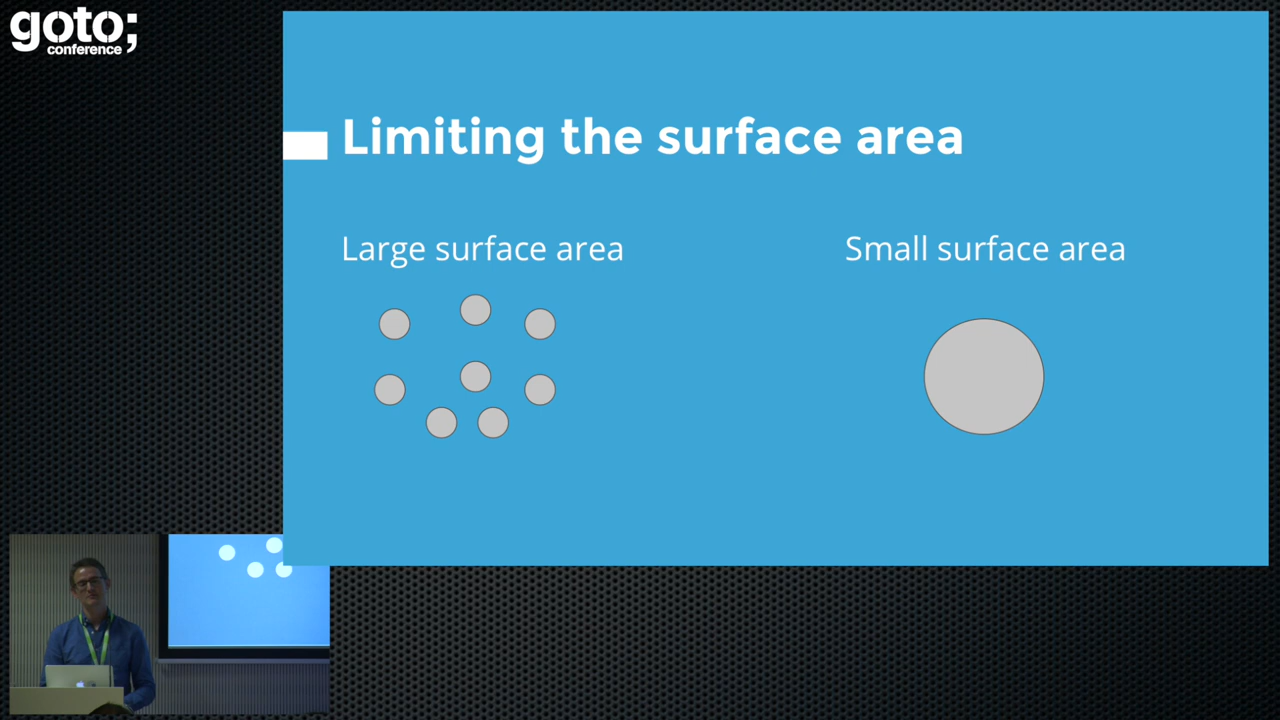 goto;
conference
Limiting the surface area
Large surface area
Small surface area